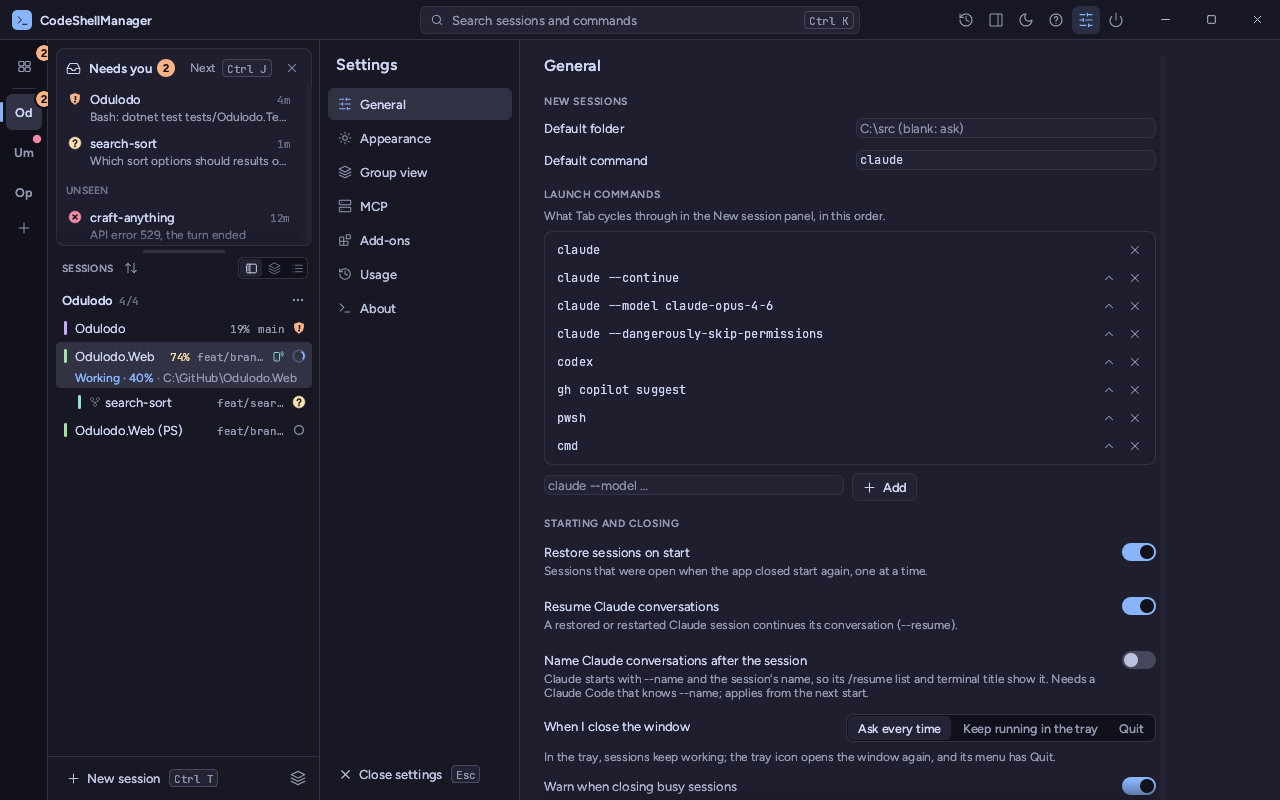 CodeShellManager
Search sessions and commands
Ctrl K
2
Needs you 2 Next Ctrl J
Odulodo 4m
Bash: dotnet test tests/Odulodo.Te...
search-sort 1m
Which sort options should results o...
UNSEEN
craft-anything 12m
API error 529, the turn ended
2
Od
Um
Op
SESSIONS
Odulodo 4/4
Odulodo 19% main
Odulodo.Web 74% feat/bran...
Working · 40% · C:\GitHub\Odulodo.Web
search-sort feat/sear...
Odulodo.Web (PS) feat/bran...
New session Ctrl T
Settings
General
Appearance
Group view
MCP
Add-ons
Usage
About
Close settings Esc
General
NEW SESSIONS
Default folder C:\src (blank: ask)
Default command claude
LAUNCH COMMANDS
What Tab cycles through in the New session panel, in this order.
claude
claude --continue
claude --model claude-opus-4-6
claude --dangerously-skip-permissions
codex
gh copilot suggest
pwsh
cmd
claude --model ...
Add
STARTING AND CLOSING
Restore sessions on start
Sessions that were open when the app closed start again, one at a time.
Resume Claude conversations
A restored or restarted Claude session continues its conversation (--resume).
Name Claude conversations after the session
Claude starts with --name and the session's name, so its /resume list and terminal title show it. Needs a
Claude Code that knows --name; applies from the next start.
When I close the window Ask every time Keep running in the tray Quit
In the tray, sessions keep working; the tray icon opens the window again, and its menu has Quit.
Warn when closing busy sessions